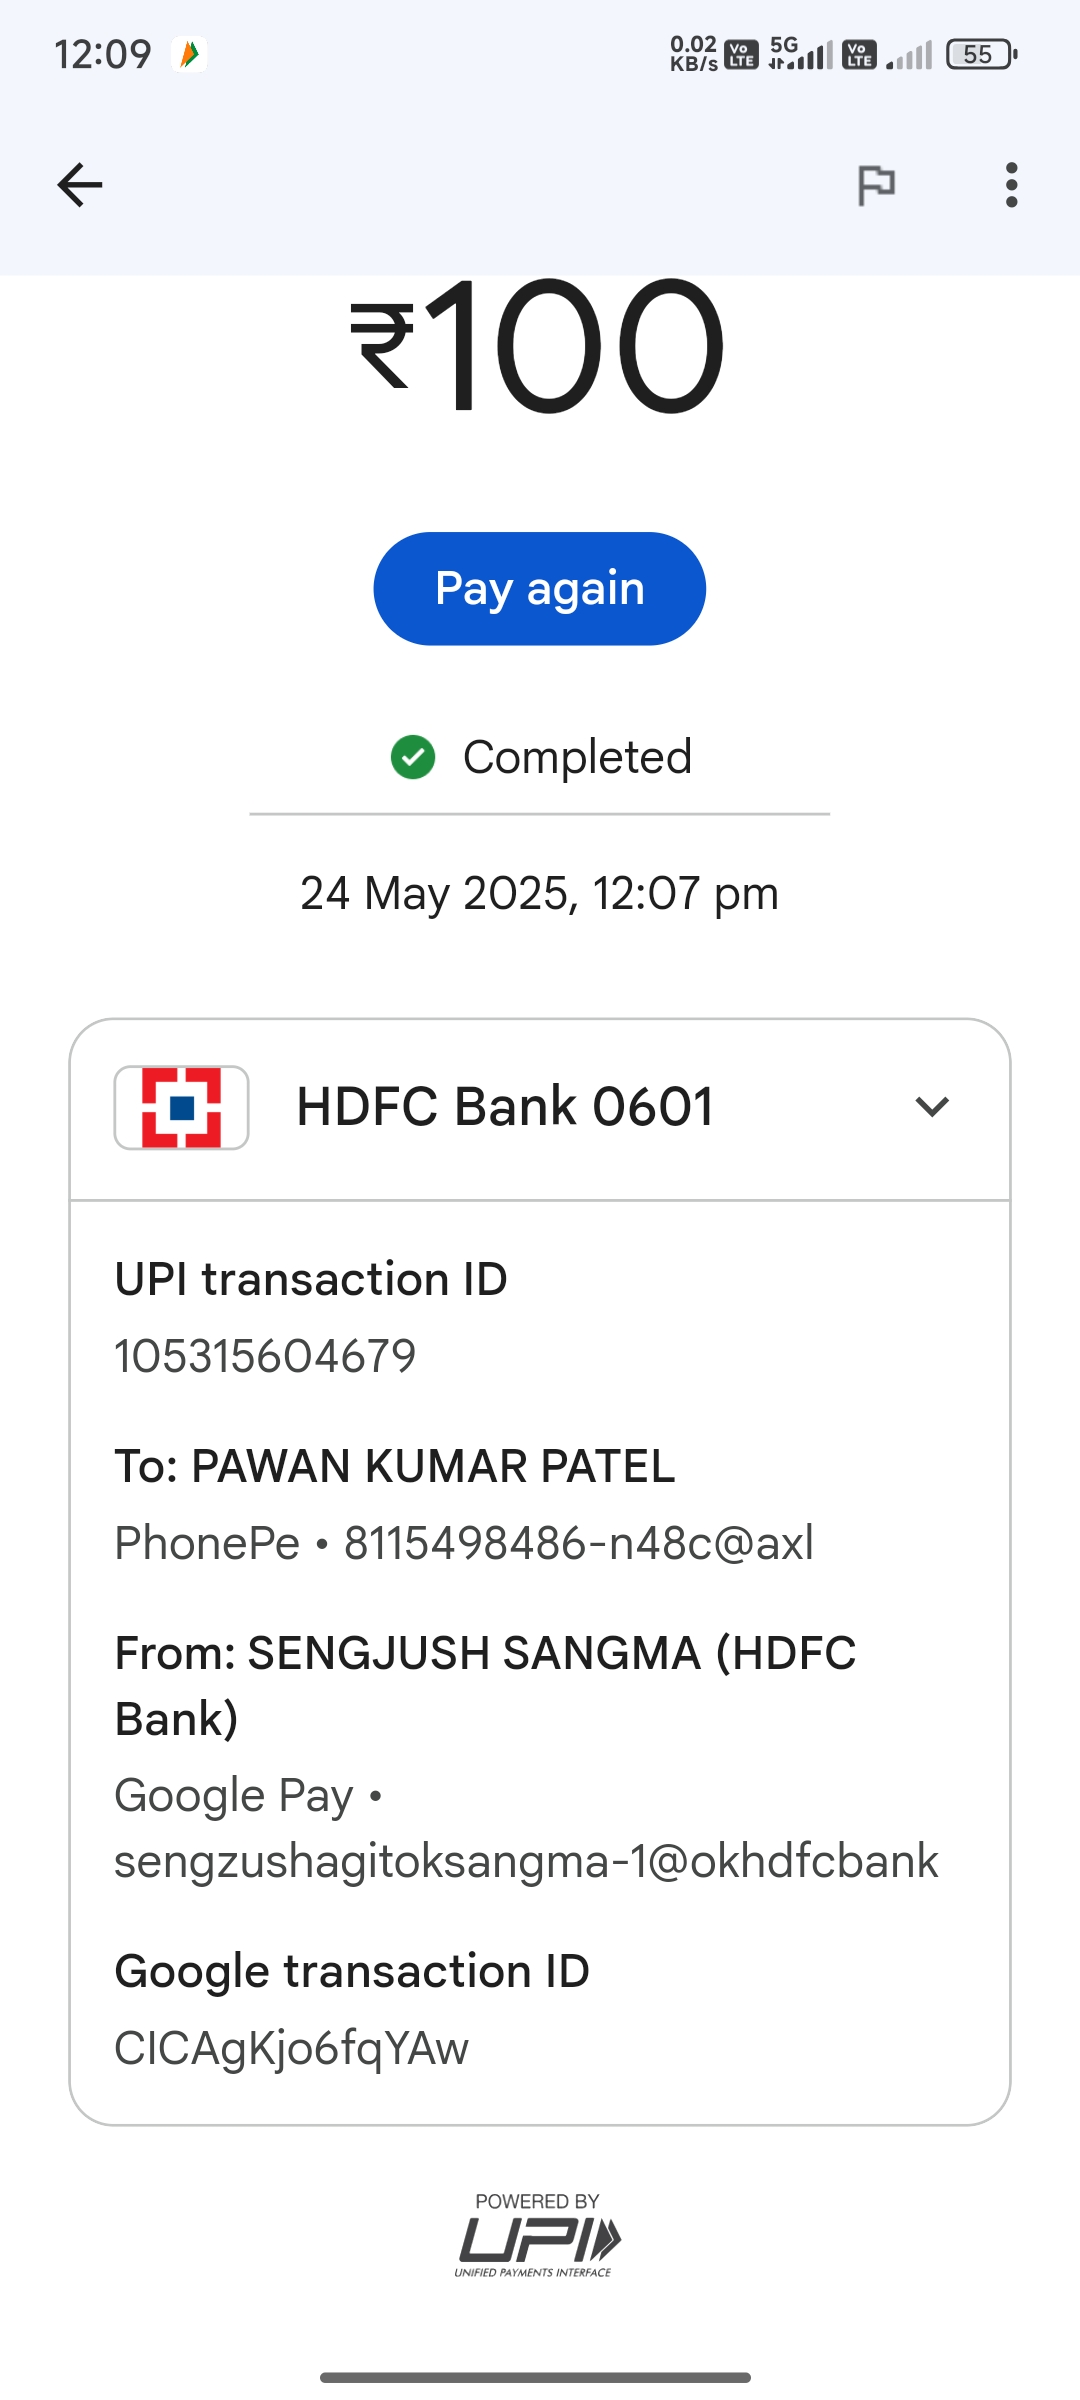 12:09
0.02 KB/s Vo LTE 5G Vo LTE 55
₹100
Pay again
Completed
24 May 2025, 12:07 pm
HDFC Bank 0601
UPI transaction ID
105315604679
To: PAWAN KUMAR PATEL
PhonePe • 8115498486-n48c@axl
From: SENGJUSH SANGMA (HDFC
Bank)
Google Pay •
sengzushagitoksangma-1@okhdfcbank
Google transaction ID
CICAgKjo6fqYAw
POWERED BY
UPI
UNIFIED PAYMENTS INTERFACE